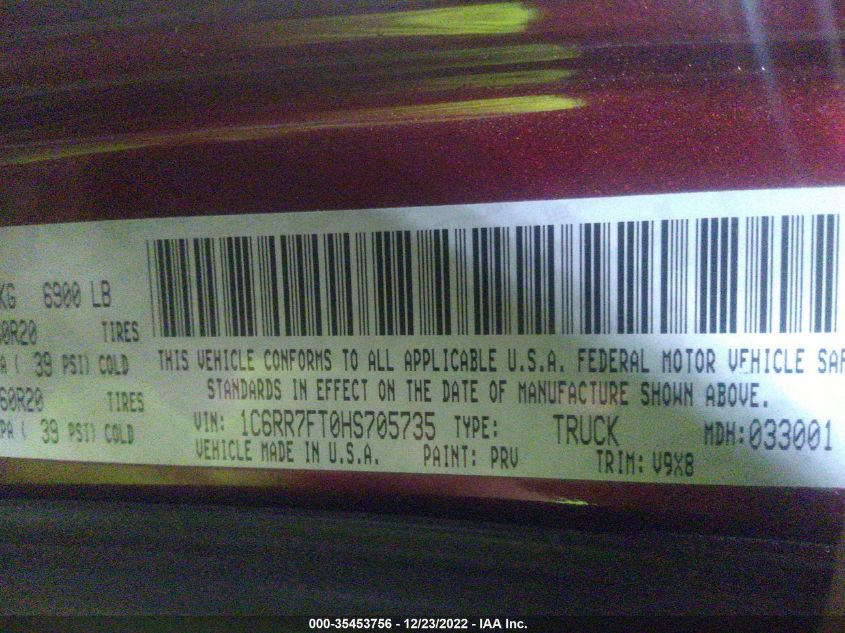 KG 6900 LB
60R20 TIRES
PA ( 39 PSI) COLD
THIS VEHICLE CONFORMS TO ALL APPLICABLE U.S.A. FEDERAL MOTOR VEHICLE SAF
STANDARDS IN EFFECT ON THE DATE OF MANUFACTURE SHOWN ABOVE.
60R20 TIRES
PA ( 39 PSI) COLD
VIN: 1C6RR7FT0HS705735 TYPE: TRUCK MDH: 033001
VEHICLE MADE IN U.S.A. PAINT: PRV TRIM: V9X8
000-35453756 - 12/23/2022 - IAA Inc.